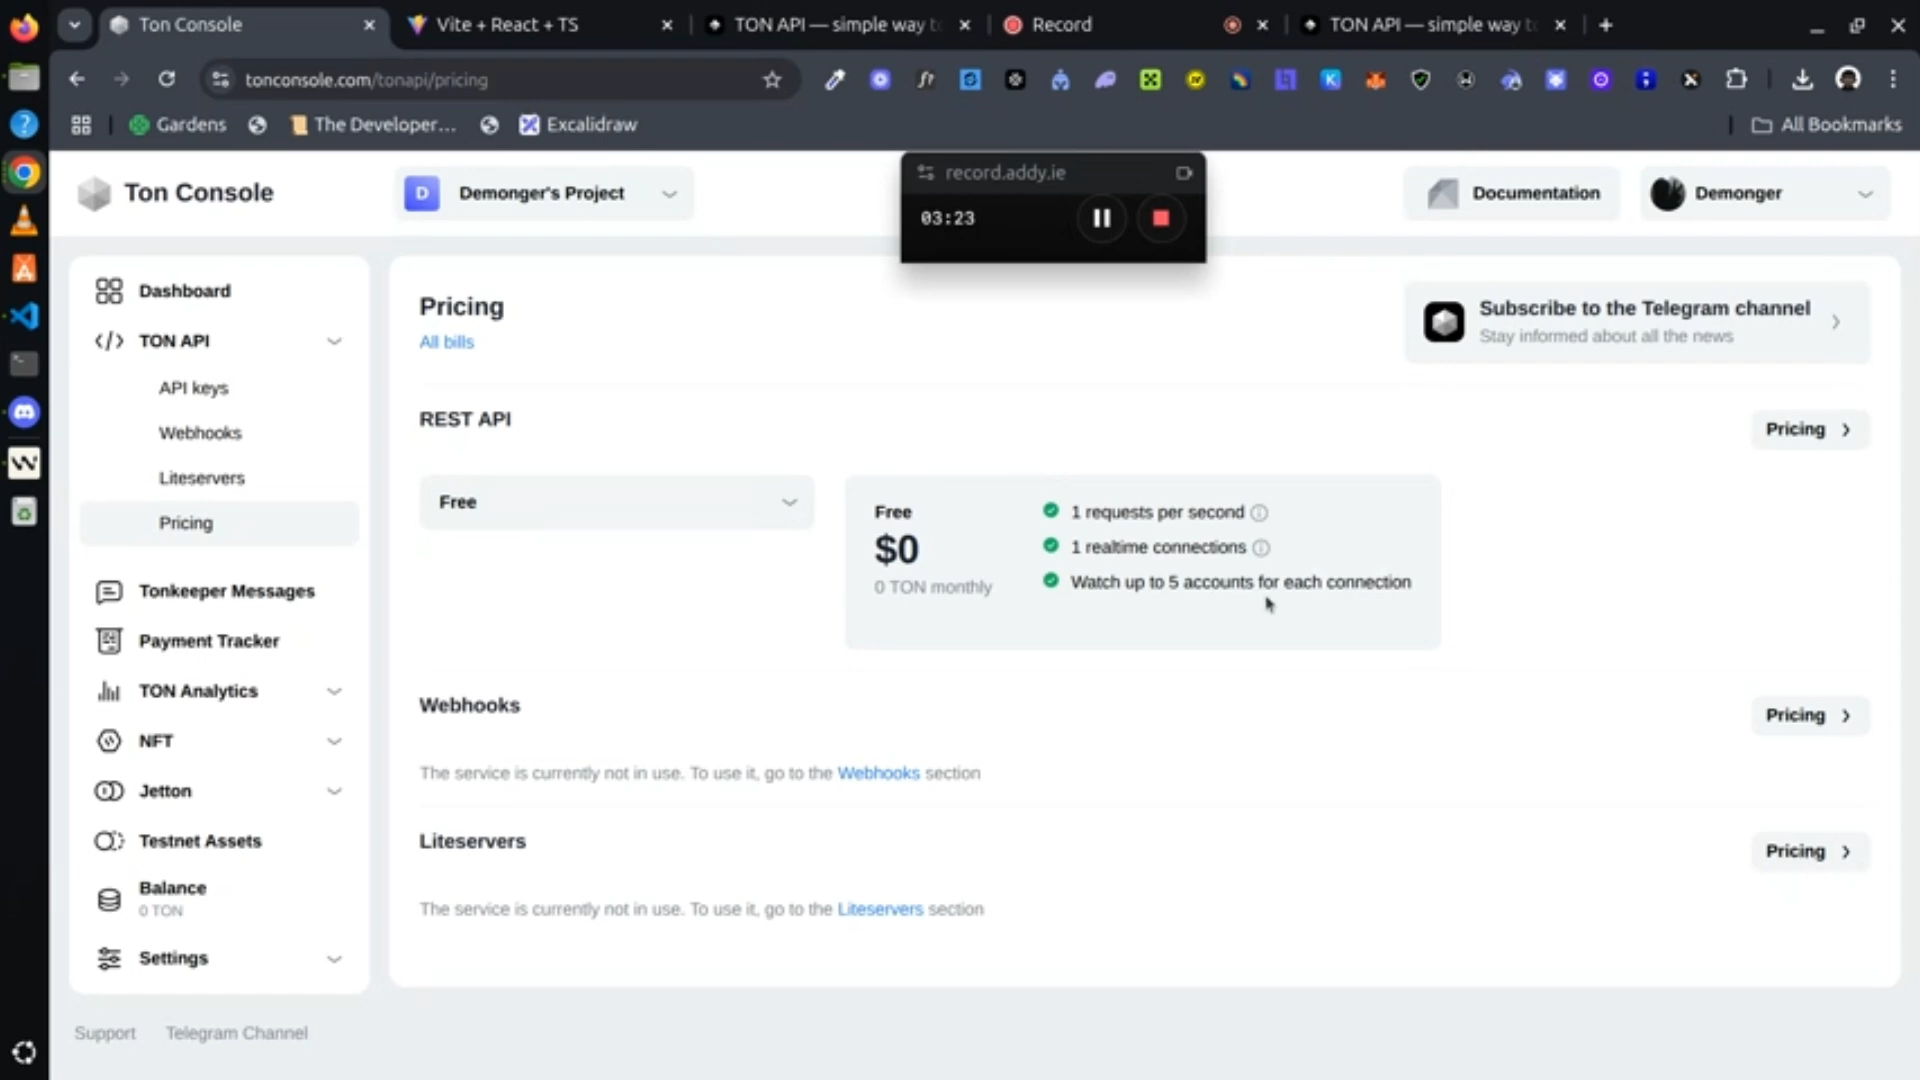 Ton Console
Vite + React + TS
TON API — simple way to
Record
TON API — simple way to
tonconsole.com/tonapi/pricing
Gardens
The Developer...
Excalidraw
All Bookmarks
Ton Console
D
Demonger's Project
record.addy.ie
03:23
Documentation
Demonger
Dashboard
TON API
API keys
Webhooks
Liteservers
Pricing
Tonkeeper Messages
Payment Tracker
TON Analytics
NFT
Jetton
Testnet Assets
Balance
0 TON
Settings
Support
Telegram Channel
Pricing
All bills
Subscribe to the Telegram channel
Stay informed about all the news
REST API
Pricing
Free
Free
$0
0 TON monthly
1 requests per second
1 realtime connections
Watch up to 5 accounts for each connection
Webhooks
Pricing
The service is currently not in use. To use it, go to the Webhooks section
Liteservers
Pricing
The service is currently not in use. To use it, go to the Liteservers section